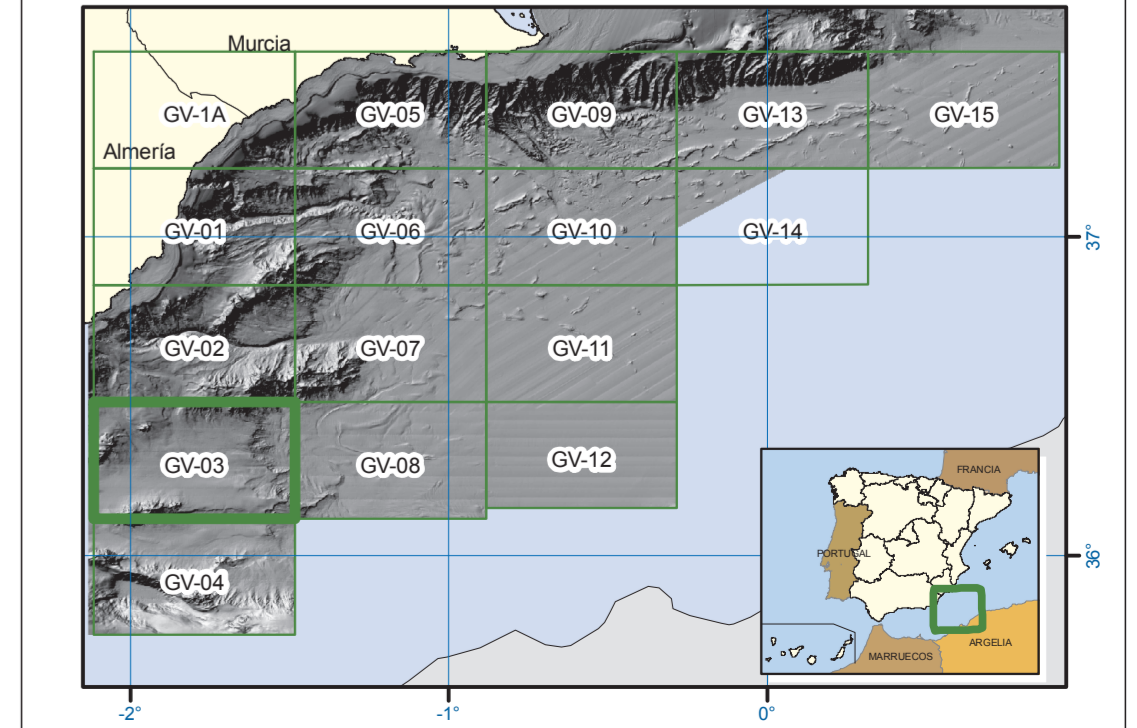 Murcia
GV-1A
GV-05
GV-09
GV-13
GV-15
Almería
GV-01
GV-06
GV-10
GV-14
37°
GV-02
GV-07
GV-11
GV-03
GV-08
GV-12
FRANCIA
PORTUGAL
36°
GV-04
ARGELIA
MARRUECOS
-2°
-1°
0°